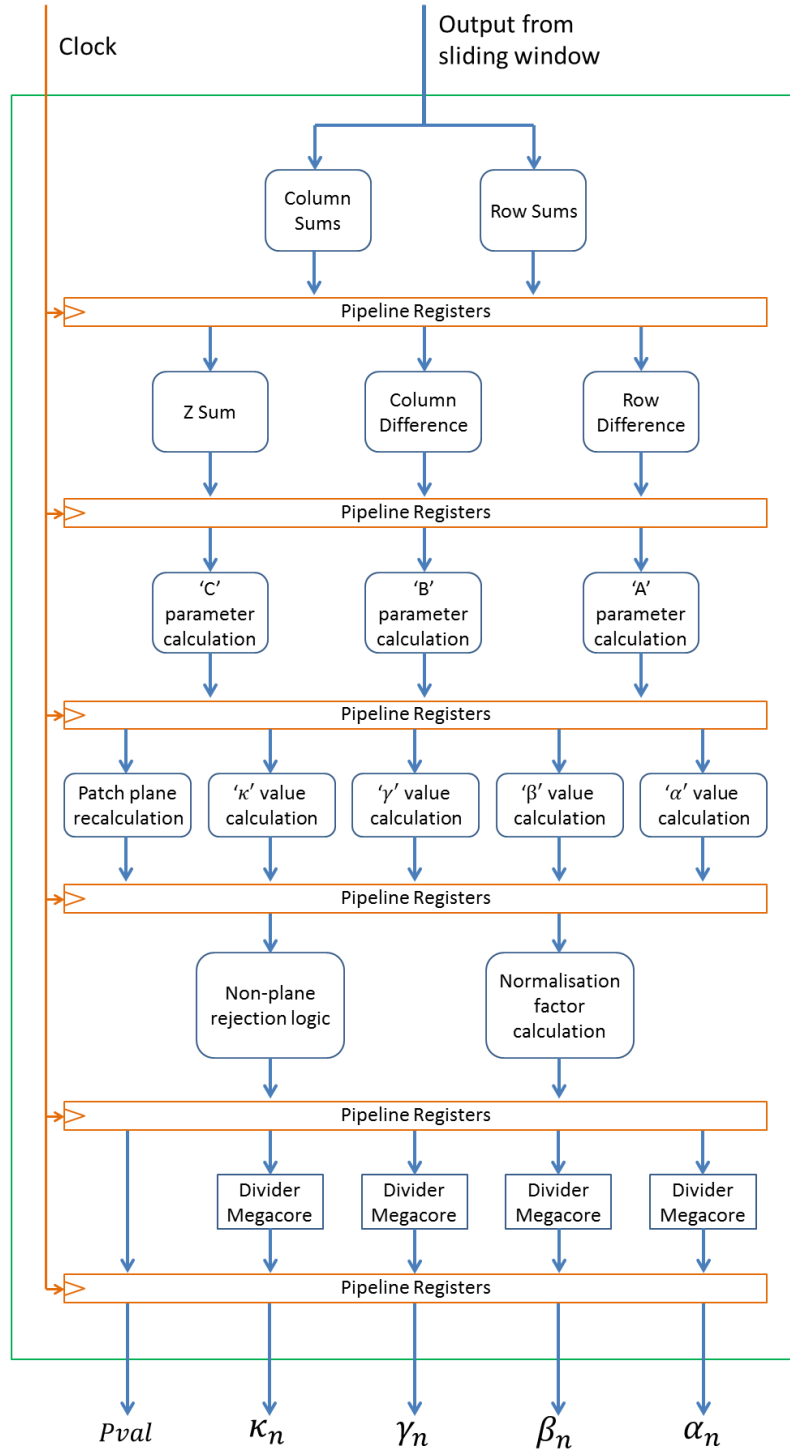 Clock
Output from
sliding window
Column
Sums
Row Sums
Pipeline Registers
Z Sum
Column
Difference
Row
Difference
Pipeline Registers
‘C’
parameter
calculation
‘B’
parameter
calculation
‘A’
parameter
calculation
Pipeline Registers
Patch plane
recalculation
‘κ’ value
calculation
‘γ’ value
calculation
‘β’ value
calculation
‘α’ value
calculation
Pipeline Registers
Non-plane
rejection logic
Normalisation
factor
calculation
Pipeline Registers
Divider
Megacore
Divider
Megacore
Divider
Megacore
Divider
Megacore
Pipeline Registers
Pval
κn
γn
βn
αn